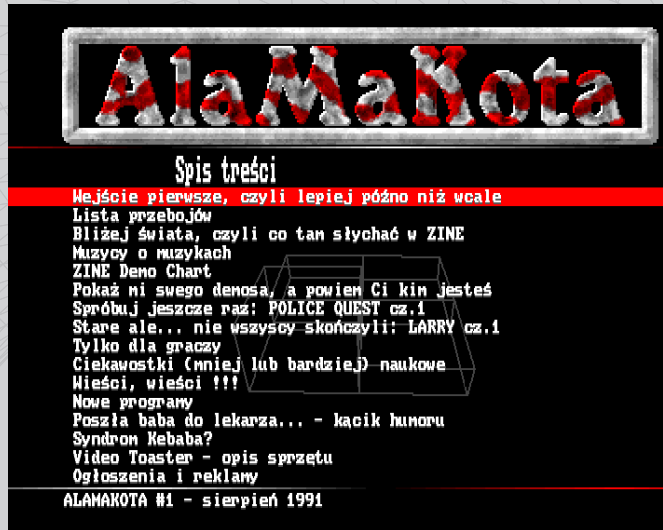 AlaMaKota
Spis treści
Wejście pierwsze, czyli lepiej późno niż wcale
Lista przebojów
Bliżej świata, czyli co tam słychać w ZINE
Muzycy o muzykach
ZINE Demo Chart
Pokaż mi swego demosa, a powiem Ci kim jesteś
Spróbuj jeszcze raz: POLICE QUEST cz.1
Stare ale... nie wszyscy skończyli: LARRY cz.1
Tylko dla graczy
Ciekawostki (mniej lub bardziej) naukowe
Wieści, wieści !!!
Nowe programy
Poszła baba do lekarza... - kącik humoru
Syndrom Kebaba?
Video Toaster - opis sprzętu
Ogłoszenia i reklamy
ALAMAKOTA #1 - sierpień 1991